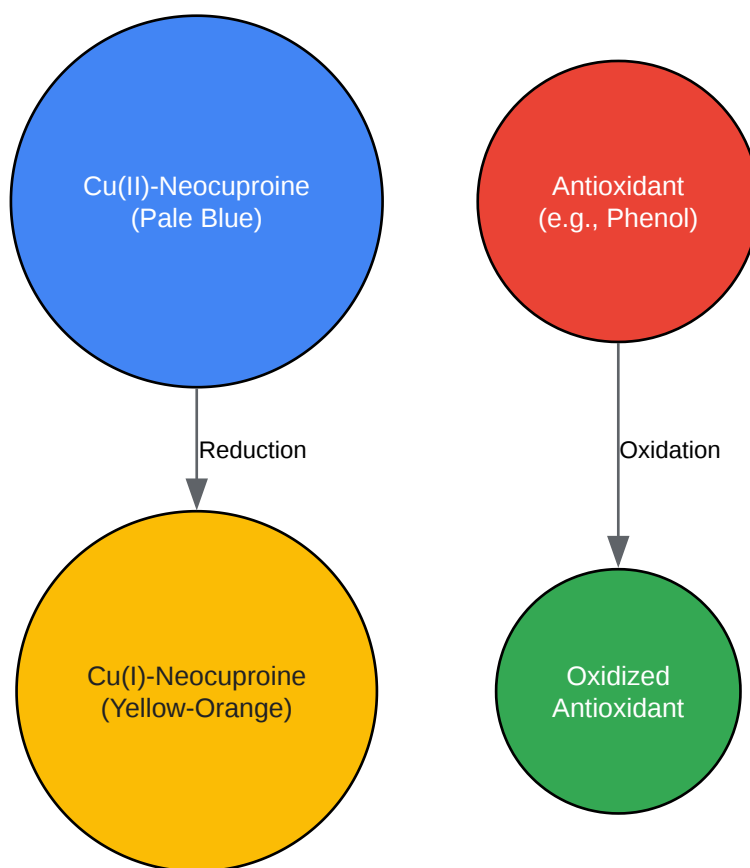 Cu(II)-Neocuproine
(Pale Blue)
Antioxidant
(e.g., Phenol)
Reduction
Oxidation
Cu(I)-Neocuproine
(Yellow-Orange)
Oxidized
Antioxidant